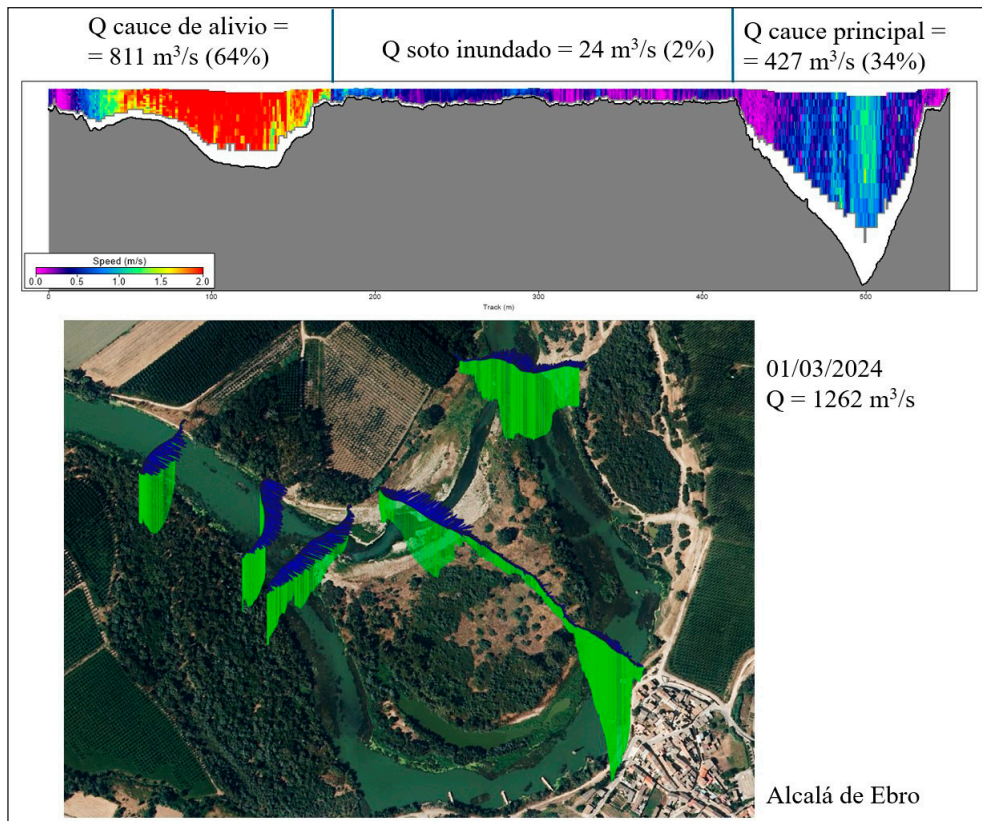 Q cauce de alivio =
= 811 m³/s (64%)
Q soto inundado = 24 m³/s (2%)
Q cauce principal =
= 427 m³/s (34%)
Speed (m/s)
0.0 0.5 1.0 1.5 2.0
0 100 200 300 400 500
Track (m)
01/03/2024
Q = 1262 m³/s
Alcalá de Ebro